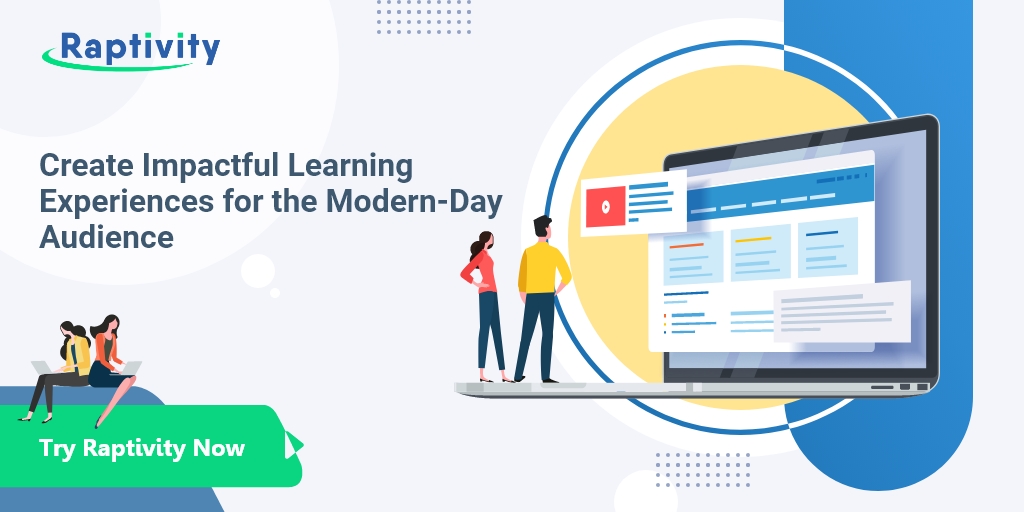 Raptivity
Create Impactful Learning
Experiences for the Modern-Day
Audience
Try Raptivity Now